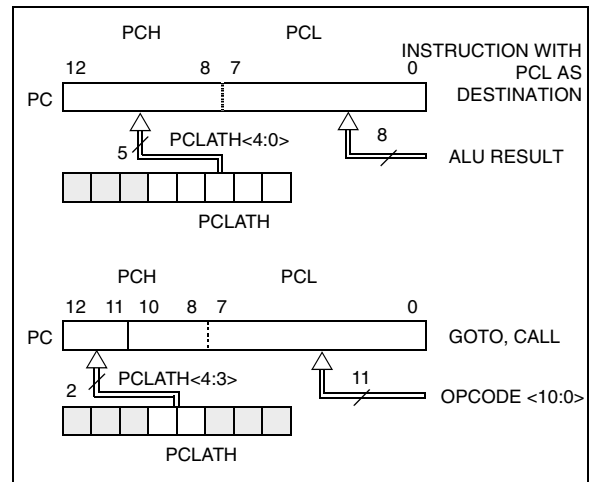 PCH PCL
INSTRUCTION WITH
PCL AS
DESTINATION
12 8 7 0
PC
5 PCLATH<4:0> 8
ALU RESULT
PCLATH
PCH PCL
12 11 10 8 7 0
PC GOTO, CALL
2 PCLATH<4:3> 11
OPCODE <10:0>
PCLATH